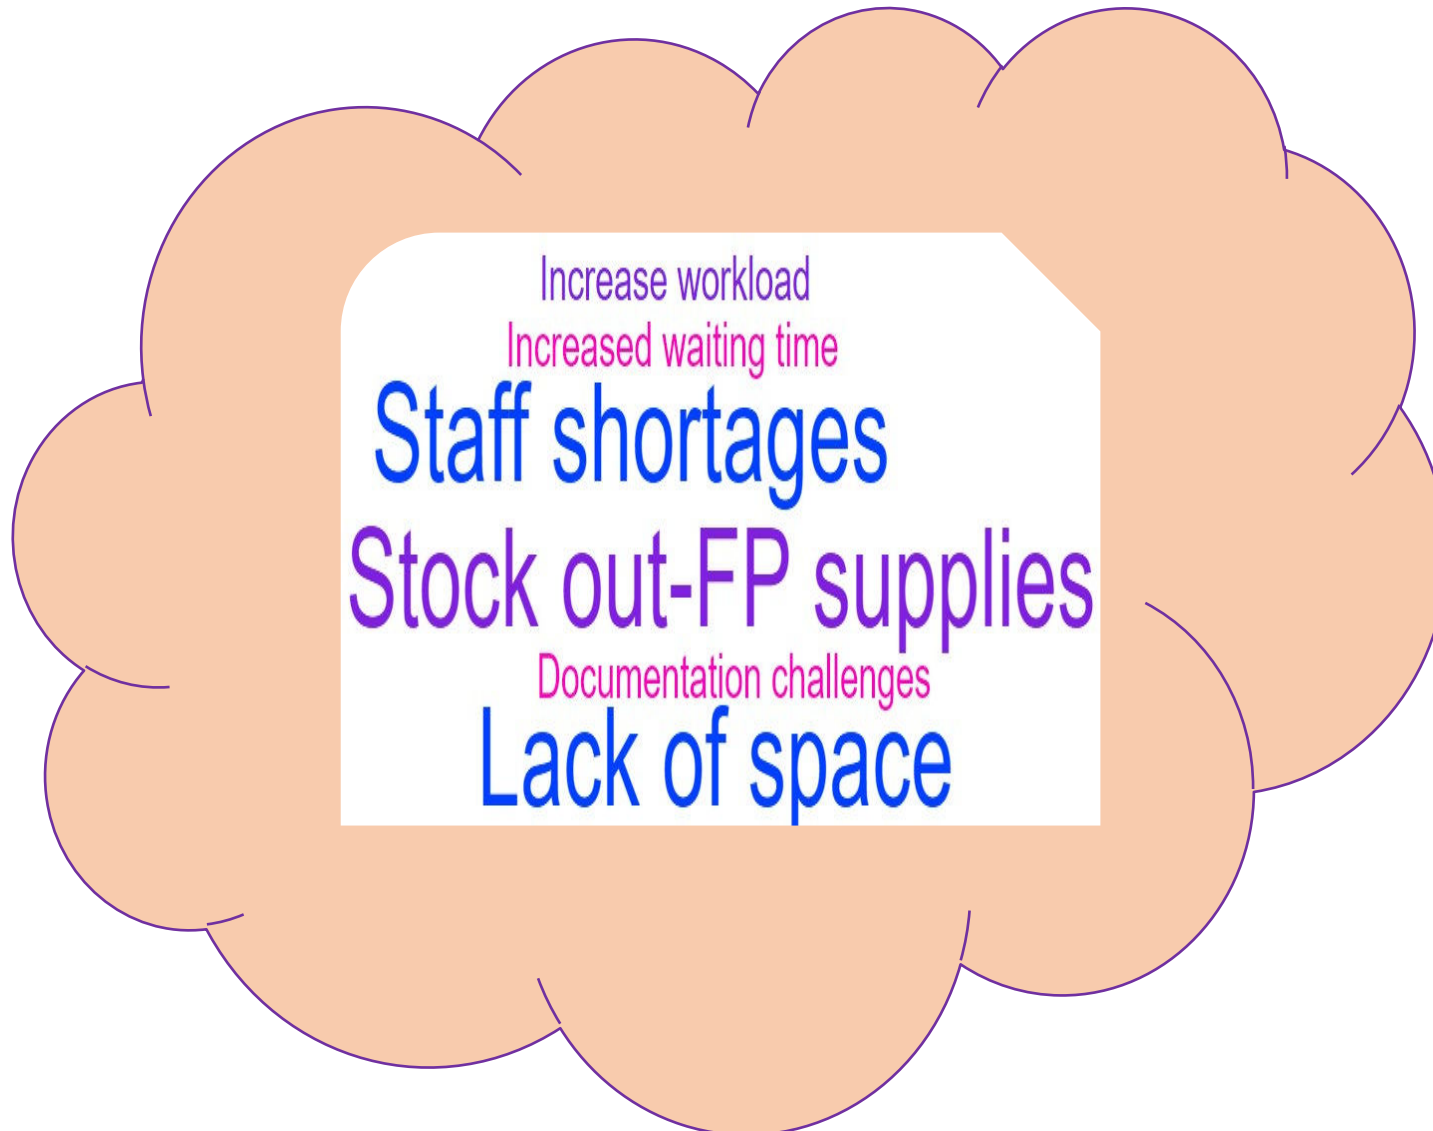 Increase workload
Increased waiting time
Staff shortages
Stock out-FP supplies
Documentation challenges
Lack of space